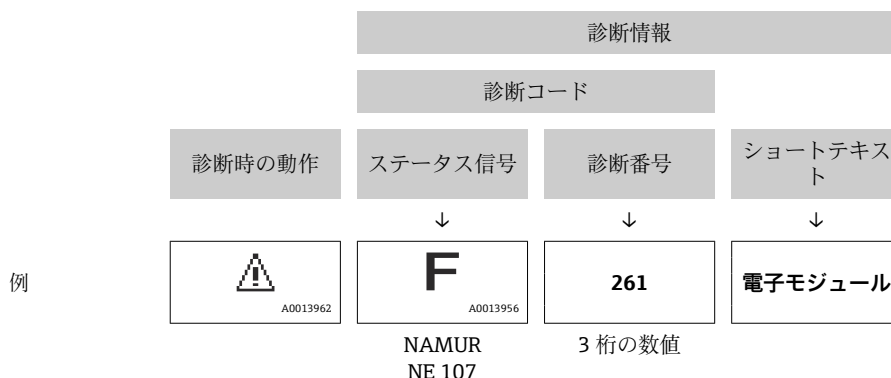 診断情報
診断コード
診断時の動作
ステータス信号
診断番号
ショートテキス
ト
↓ ↓ ↓
例
A0013962
F
A0013956
261
電子モジュール
NAMUR
NE 107
3 桁の数値